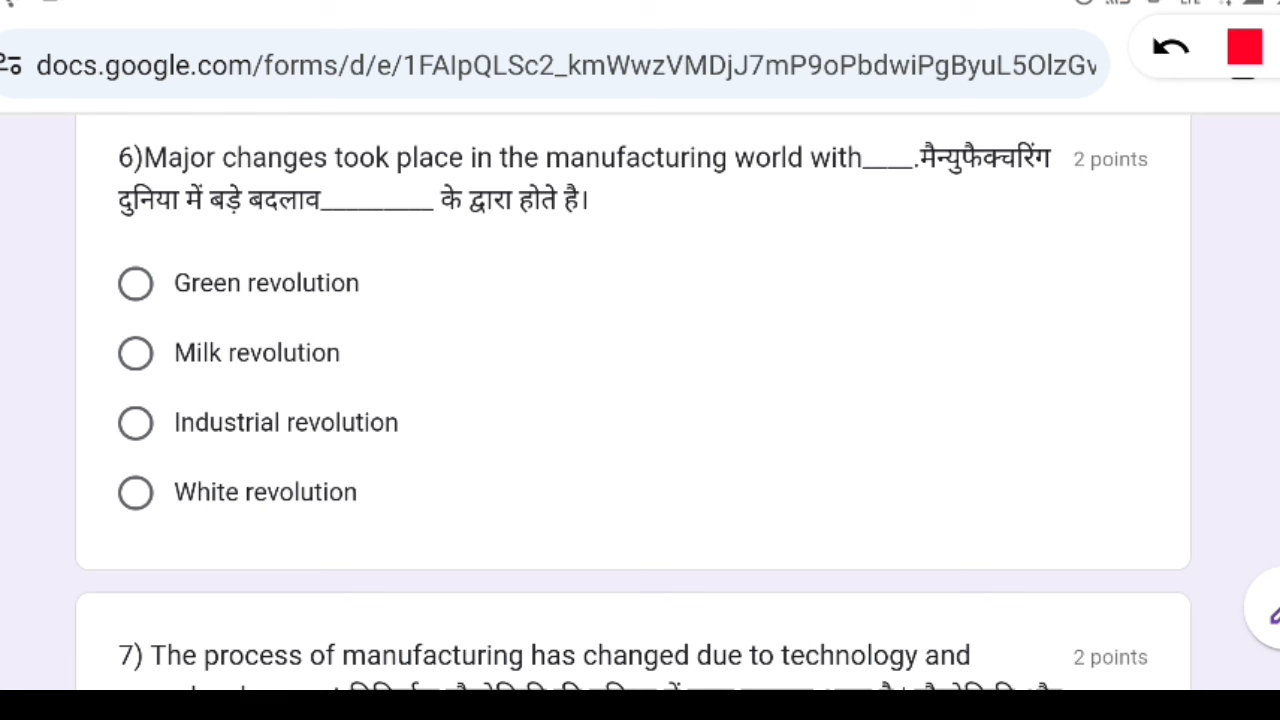 docs.google.com/forms/d/e/1FAIpQLSc2_kmWwzVMDjJ7mP9oPbdwiPgByuL5OlzGv
6)Major changes took place in the manufacturing world with____.मैन्युफैक्चरिंग 2 points
दुनिया में बड़े बदलाव_________ के द्वारा होते है।
Green revolution
Milk revolution
Industrial revolution
White revolution
7) The process of manufacturing has changed due to technology and 2 points